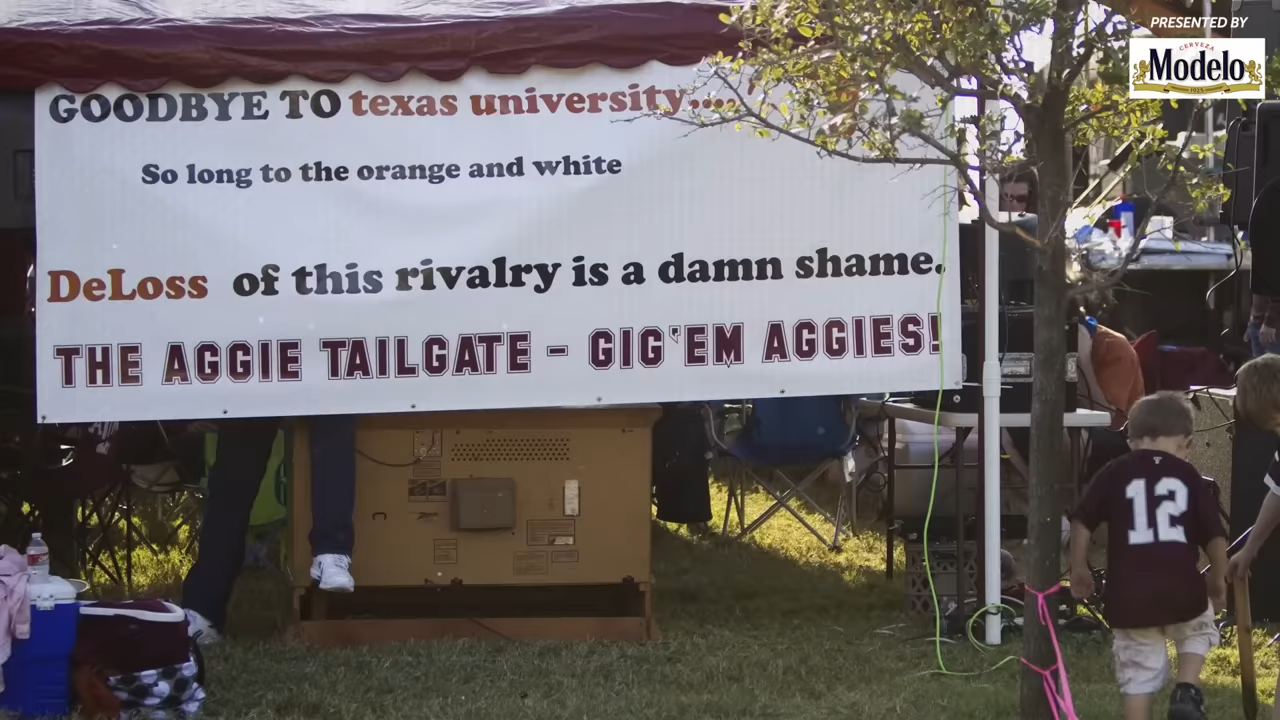 PRESENTED BY
CERVEZA
Modelo
1925
GOODBYE TO texas university....
So long to the orange and white
DeLoss of this rivalry is a damn shame.
THE AGGIE TAILGATE - GIG'EM AGGIES!
12